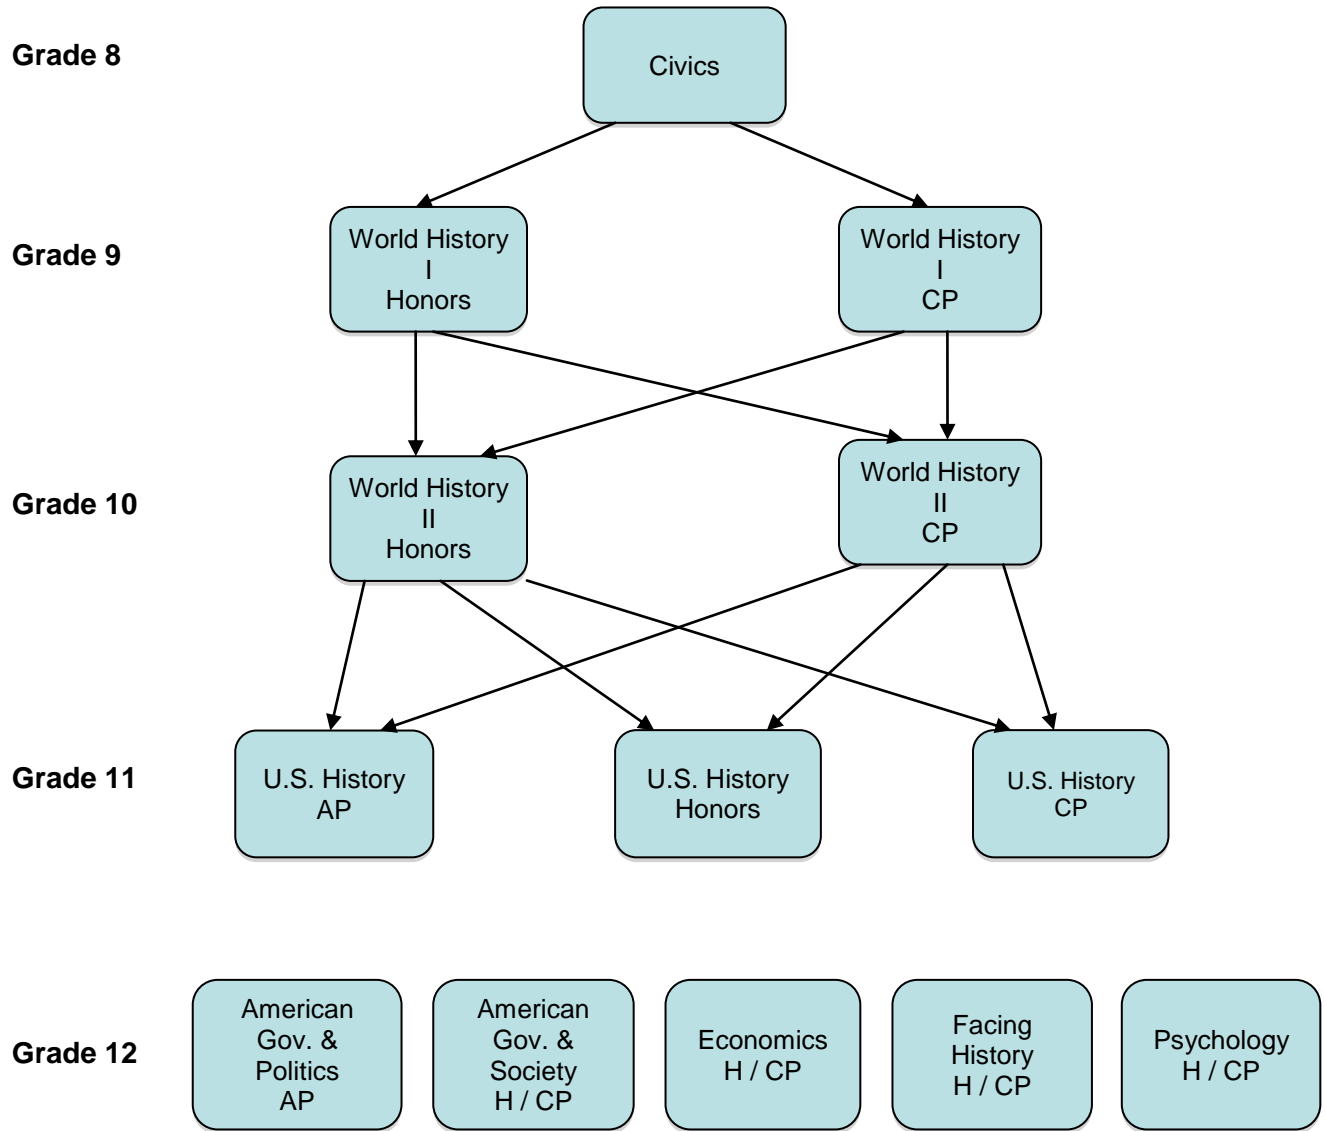 Grade 8
Civics
Grade 9
World History
I
Honors
World History
I
CP
Grade 10
World History
II
Honors
World History
II
CP
Grade 11
U.S. History
AP
U.S. History
Honors
U.S. History
CP
Grade 12
American
Gov. &
Politics
AP
American
Gov. &
Society
H / CP
Economics
H / CP
Facing
History
H / CP
Psychology
H / CP